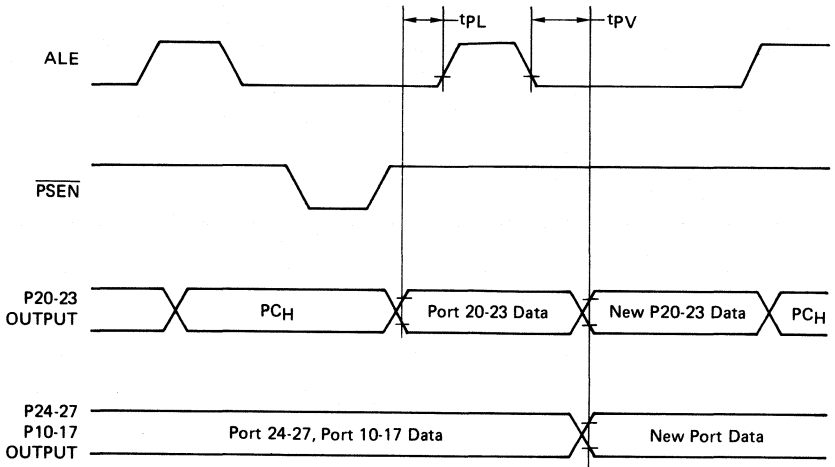 tPL
tPV
ALE
PSEN
P20-23
OUTPUT
PCH
Port 20-23 Data
New P20-23 Data
PCH
P24-27
P10-17
OUTPUT
Port 24-27, Port 10-17 Data
New Port Data